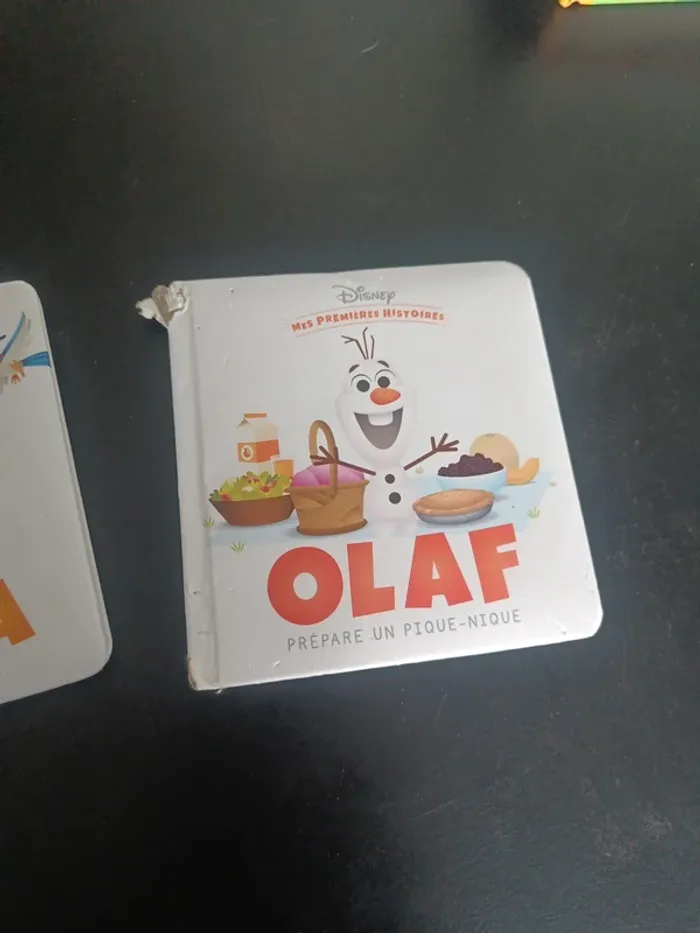 Disney
MES PREMIÈRES HISTOIRES
OLAF
PRÉPARE UN PIQUE-NIQUE
A